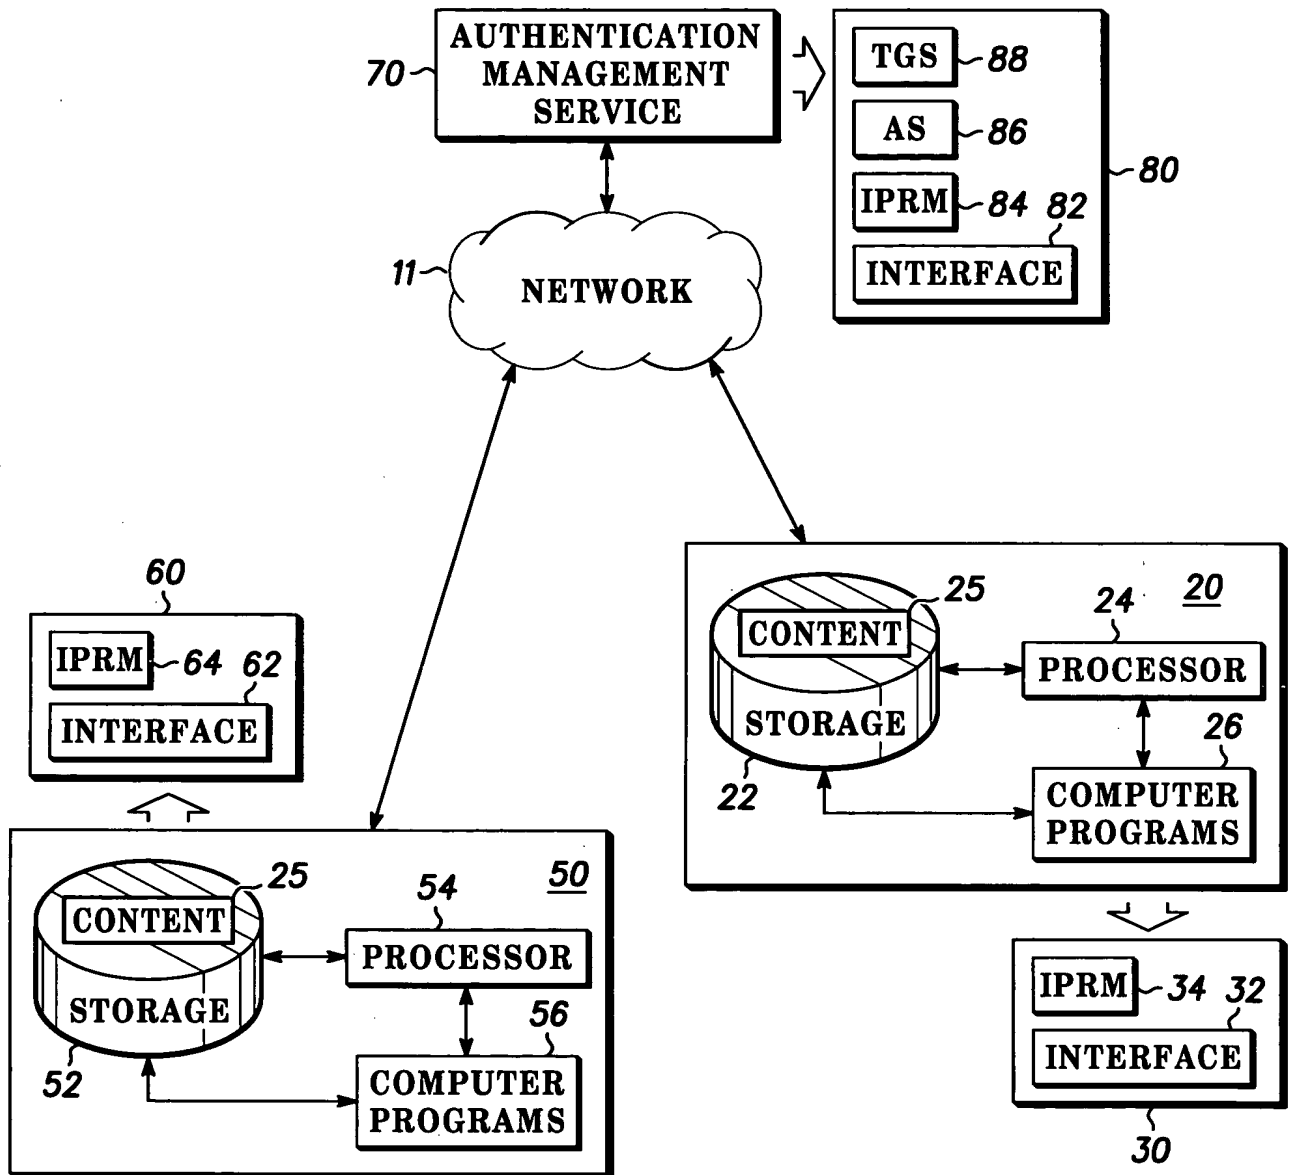 AUTHENTICATION
MANAGEMENT
SERVICE
70
TGS
88
AS
86
80
IPRM
84
82
INTERFACE
11
NETWORK
60
IPRM
64
62
INTERFACE
25
20
CONTENT
24
PROCESSOR
STORAGE
22
26
COMPUTER
PROGRAMS
25
50
CONTENT
54
PROCESSOR
STORAGE
52
56
COMPUTER
PROGRAMS
IPRM
34
32
INTERFACE
30